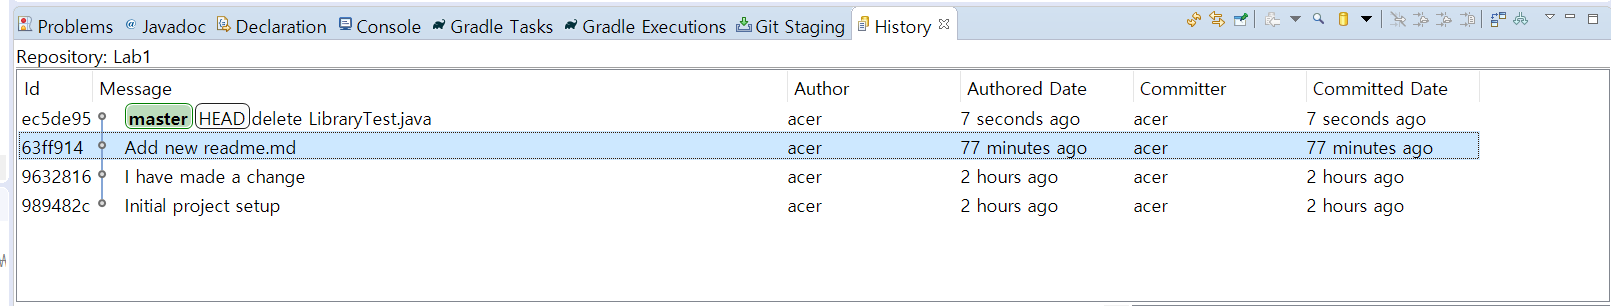 Problems @ Javadoc Declaration Console Gradle Tasks Gradle Executions Git Staging History
Repository: Lab1
Id Message Author Authored Date Committer Committed Date
ec5de95 master HEAD delete LibraryTest.java acer 7 seconds ago acer 7 seconds ago
63ff914 Add new readme.md acer 77 minutes ago acer 77 minutes ago
9632816 I have made a change acer 2 hours ago acer 2 hours ago
989482c Initial project setup acer 2 hours ago acer 2 hours ago